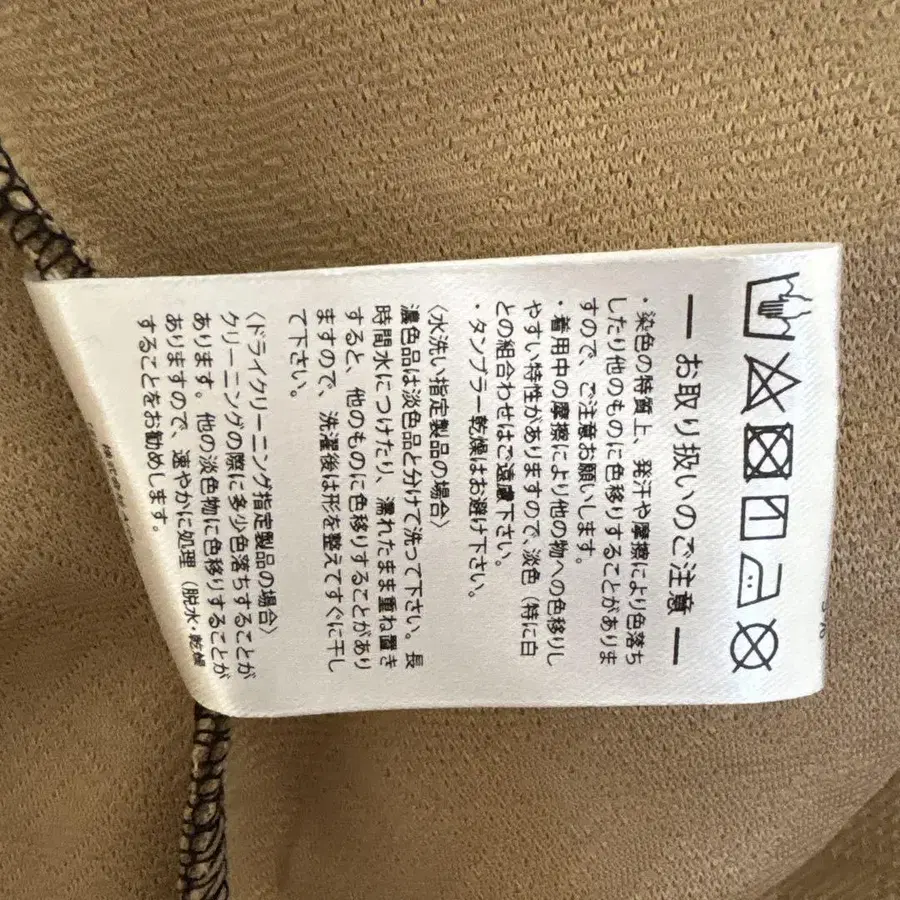 ― お取り扱いのご注意 ―
・染色の特質上、発汗や摩擦により色落ち
したり他のものに色移りすることがありま
すので、ご注意お願いします。
・着用中の摩擦により他の物への色移りし
やすい特性がありますので、淡色（特に白
との組合わせはご遠慮下さい。
・タンブラー乾燥はお避け下さい。
〈水洗い指定製品の場合〉
濃色品は淡色品と分けて洗って下さい。長
時間水につけたり、濡れたまま重ね置き
すると、他のものに色移りすることがあり
ますので、洗濯後は形を整えてすぐに干し
て下さい。
〈ドライクリーニング指定製品の場合〉
クリーニングの際に多少色落ちすることが
あります。他の淡色物に色移りすることが
ありますので、速やかに処理（脱水・乾燥
することをお勧めします。